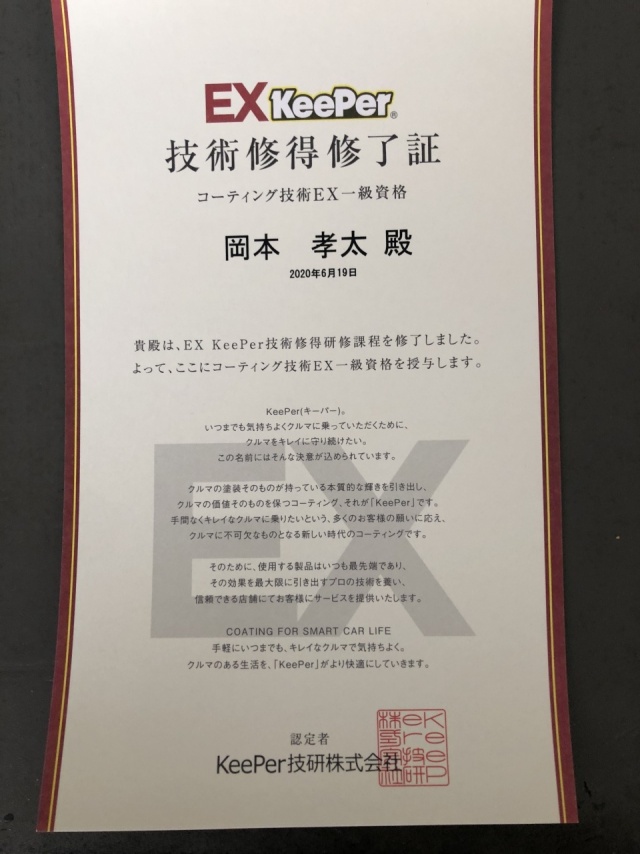 EX KeePer®
技術修得修了証
コーティング技術EX一級資格
岡本　孝太 殿
2020年6月19日
貴殿は、EX KeePer技術修得研修課程を修了しました。
よって、ここにコーティング技術EX一級資格を授与します。
KeePer(キーパー)。
いつまでも気持ちよくクルマに乗っていただくために、
クルマをキレイに守り続けたい。
この名前にはそんな決意が込められています。
クルマの塗装そのものが持っている本質的な輝きを引き出し、
クルマの価値そのものを保つコーティング、それが「KeePer」です。
手間なくキレイなクルマに乗りたいという、多くのお客様の願いに応え、
クルマに不可欠なものとなる新しい時代のコーティングです。
そのために、使用する製品はいつも最先端であり、
その効果を最大限に引き出すプロの技術を養い、
信頼できる店舗にてお客様にサービスを提供いたします。
COATING FOR SMART CAR LIFE
手軽にいつまでも、キレイなクルマで気持ちよく。
クルマのある生活を、「KeePer」がより快適にしていきます。
EX
認定者
KeePer技研株式会社
KeePer技研株式会社